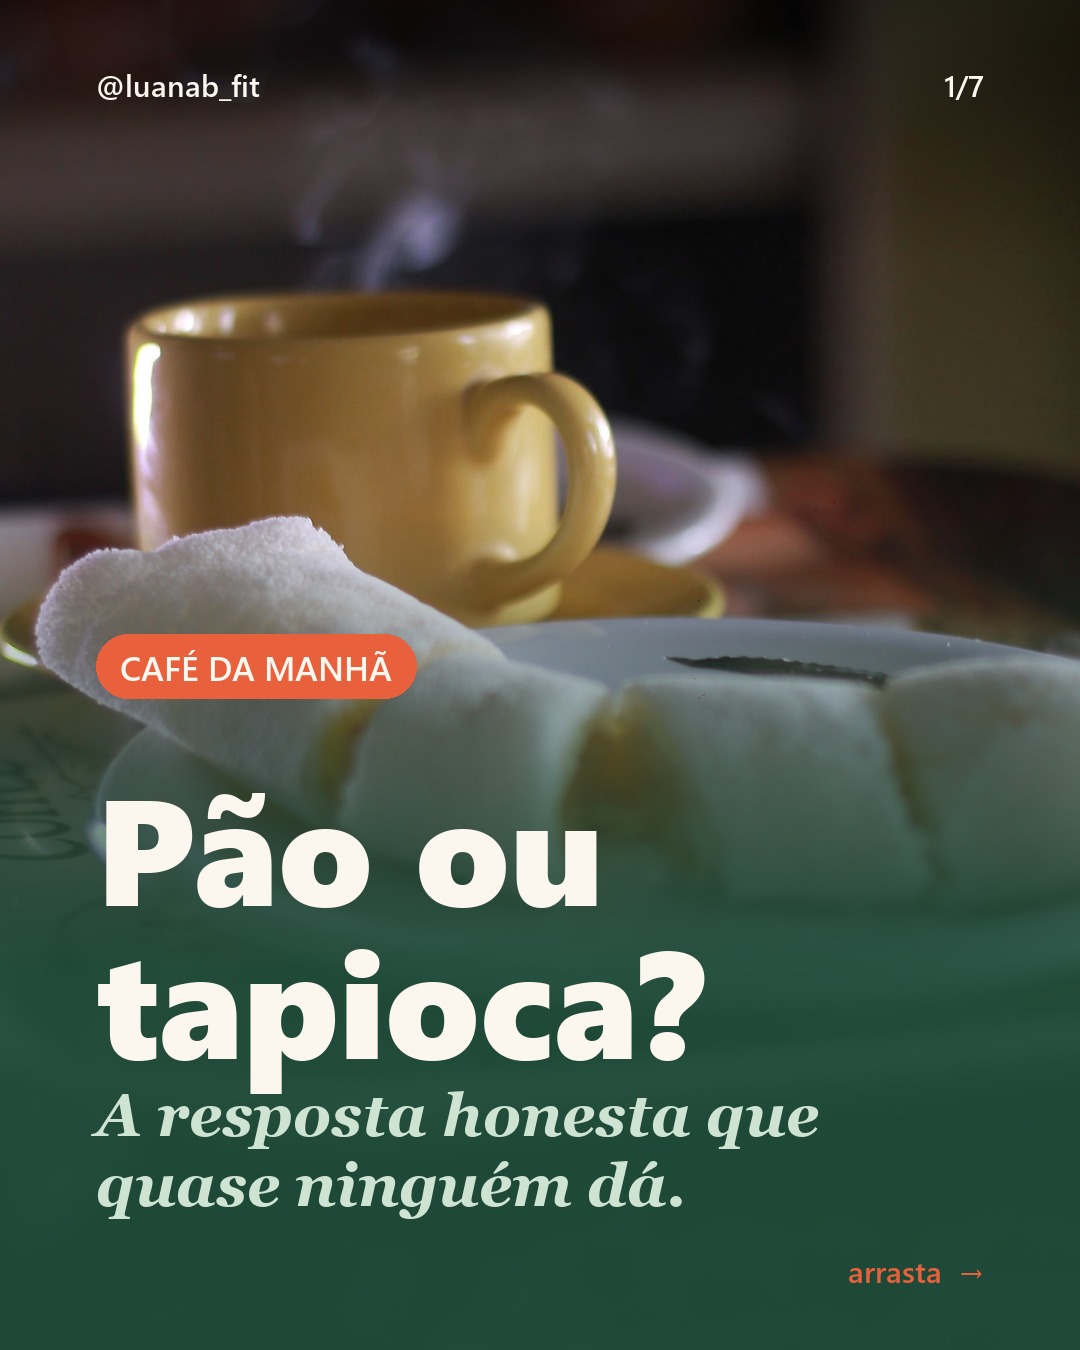 @luanab_fit
1/7
CAFÉ DA MANHÃ
Pão ou
tapioca?
A resposta honesta que
quase ninguém dá.
arrasta →